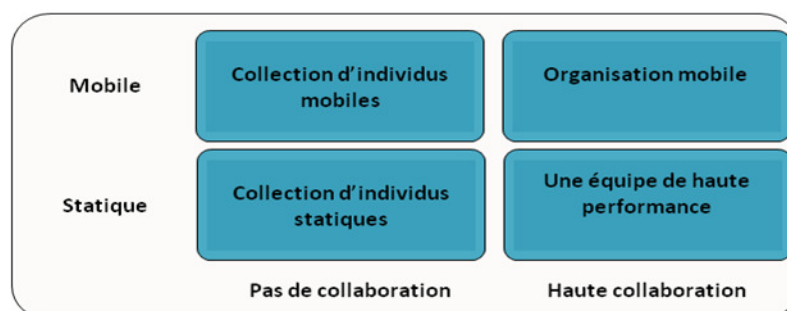 Mobile
Collection d’individus
mobiles
Organisation mobile
Statique
Collection d’individus
statiques
Une équipe de haute
performance
Pas de collaboration
Haute collaboration